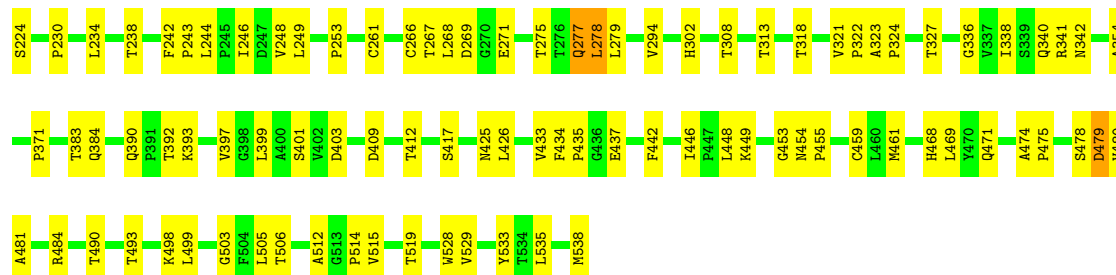 S224 P230 L234 T238 F242 P243 L244 P245 I246 D247 V248 L249 P253 C261 C266 T267 L268 D269 G270 E271 T275 T276 Q277 L278 L279 V294 H302 T308 T313 T318 V321 P322 A323 P324 T327 G336 V337 I338 S339 Q340 R341 N342
P371 T383 Q384 Q390 P391 T392 K393 V397 G398 L399 A400 S401 V402 D403 D409 T412 S417 N425 L426 V433 F434 P435 G436 E437 F442 I446 P447 L448 K449 G453 N454 P455 C459 L460 M461 H468 L469 Y470 Q471 A474 P475 S478 D479
A481 R484 T490 T493 K498 L499 G503 F504 L505 T506 A512 G513 P514 V515 T519 W528 V529 Y533 T534 L535 M538